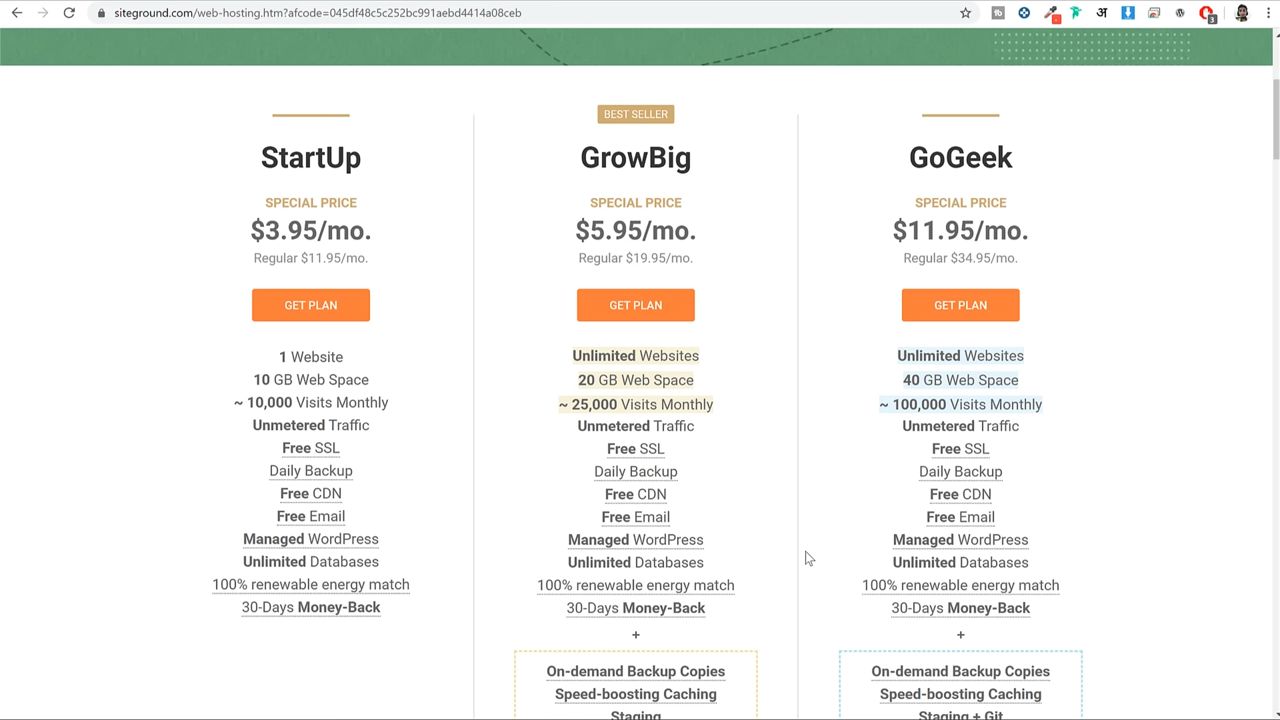 siteground.com/web-hosting.htm?afcode=045df48c5c252bc991aebd4414a08ceb
StartUp
SPECIAL PRICE
$3.95/mo.
Regular $11.95/mo.
GET PLAN
1 Website
10 GB Web Space
~ 10,000 Visits Monthly
Unmetered Traffic
Free SSL
Daily Backup
Free CDN
Free Email
Managed WordPress
Unlimited Databases
100% renewable energy match
30-Days Money-Back
BEST SELLER
GrowBig
SPECIAL PRICE
$5.95/mo.
Regular $19.95/mo.
GET PLAN
Unlimited Websites
20 GB Web Space
~ 25,000 Visits Monthly
Unmetered Traffic
Free SSL
Daily Backup
Free CDN
Free Email
Managed WordPress
Unlimited Databases
100% renewable energy match
30-Days Money-Back
+
On-demand Backup Copies
Speed-boosting Caching
Staging
GoGeek
SPECIAL PRICE
$11.95/mo.
Regular $34.95/mo.
GET PLAN
Unlimited Websites
40 GB Web Space
~ 100,000 Visits Monthly
Unmetered Traffic
Free SSL
Daily Backup
Free CDN
Free Email
Managed WordPress
Unlimited Databases
100% renewable energy match
30-Days Money-Back
+
On-demand Backup Copies
Speed-boosting Caching
Staging + Git